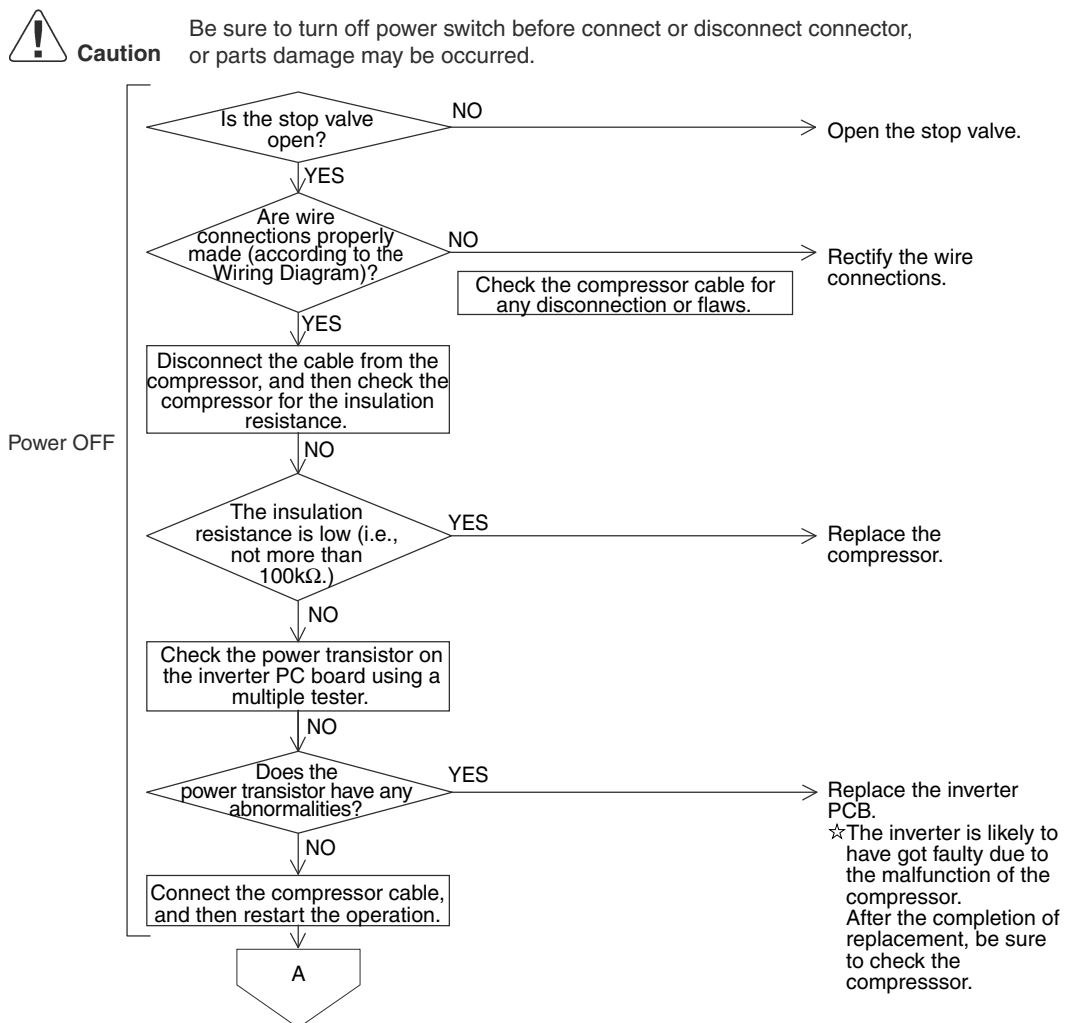 Caution
Be sure to turn off power switch before connect or disconnect connector,
or parts damage may be occurred.
Is the stop valve
open?
NO
Open the stop valve.
YES
Are wire
connections properly
made (according to the
Wiring Diagram)?
NO
Rectify the wire
connections.
Check the compressor cable for
any disconnection or flaws.
YES
Disconnect the cable from the
compressor, and then check the
compressor for the insulation
resistance.
Power OFF
NO
The insulation
resistance is low (i.e.,
not more than
100kΩ.)
YES
Replace the
compressor.
NO
Check the power transistor on
the inverter PC board using a
multiple tester.
NO
Does the
power transistor have any
abnormalities?
YES
Replace the inverter
PCB.
☆The inverter is likely to
have got faulty due to
the malfunction of the
compressor.
After the completion of
replacement, be sure
to check the
compresssor.
NO
Connect the compressor cable,
and then restart the operation.
A